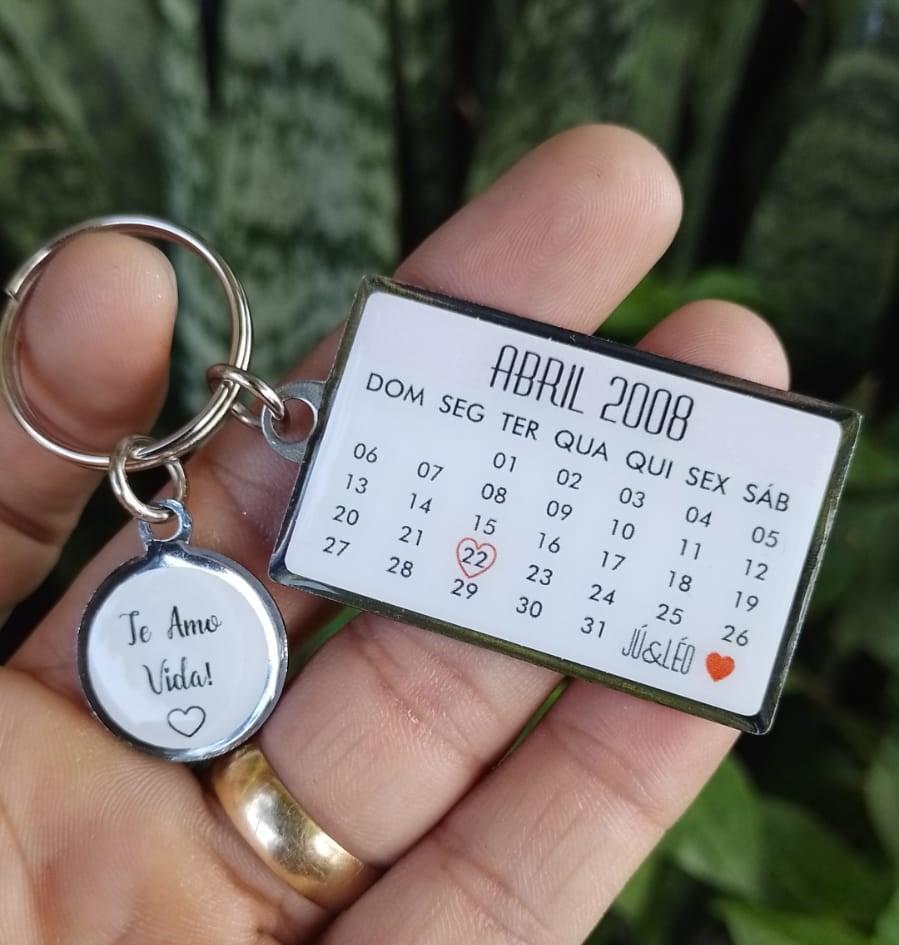 ABRIL 2008
DOM SEG TER QUA QUI SEX SÁB
01 02 03 04 05
06 07 08 09 10 11 12
13 14 15 16 17 18 19
20 21 22 23 24 25 26
27 28 29 30 31
JÚ&LÉO
Te Amo
Vida!